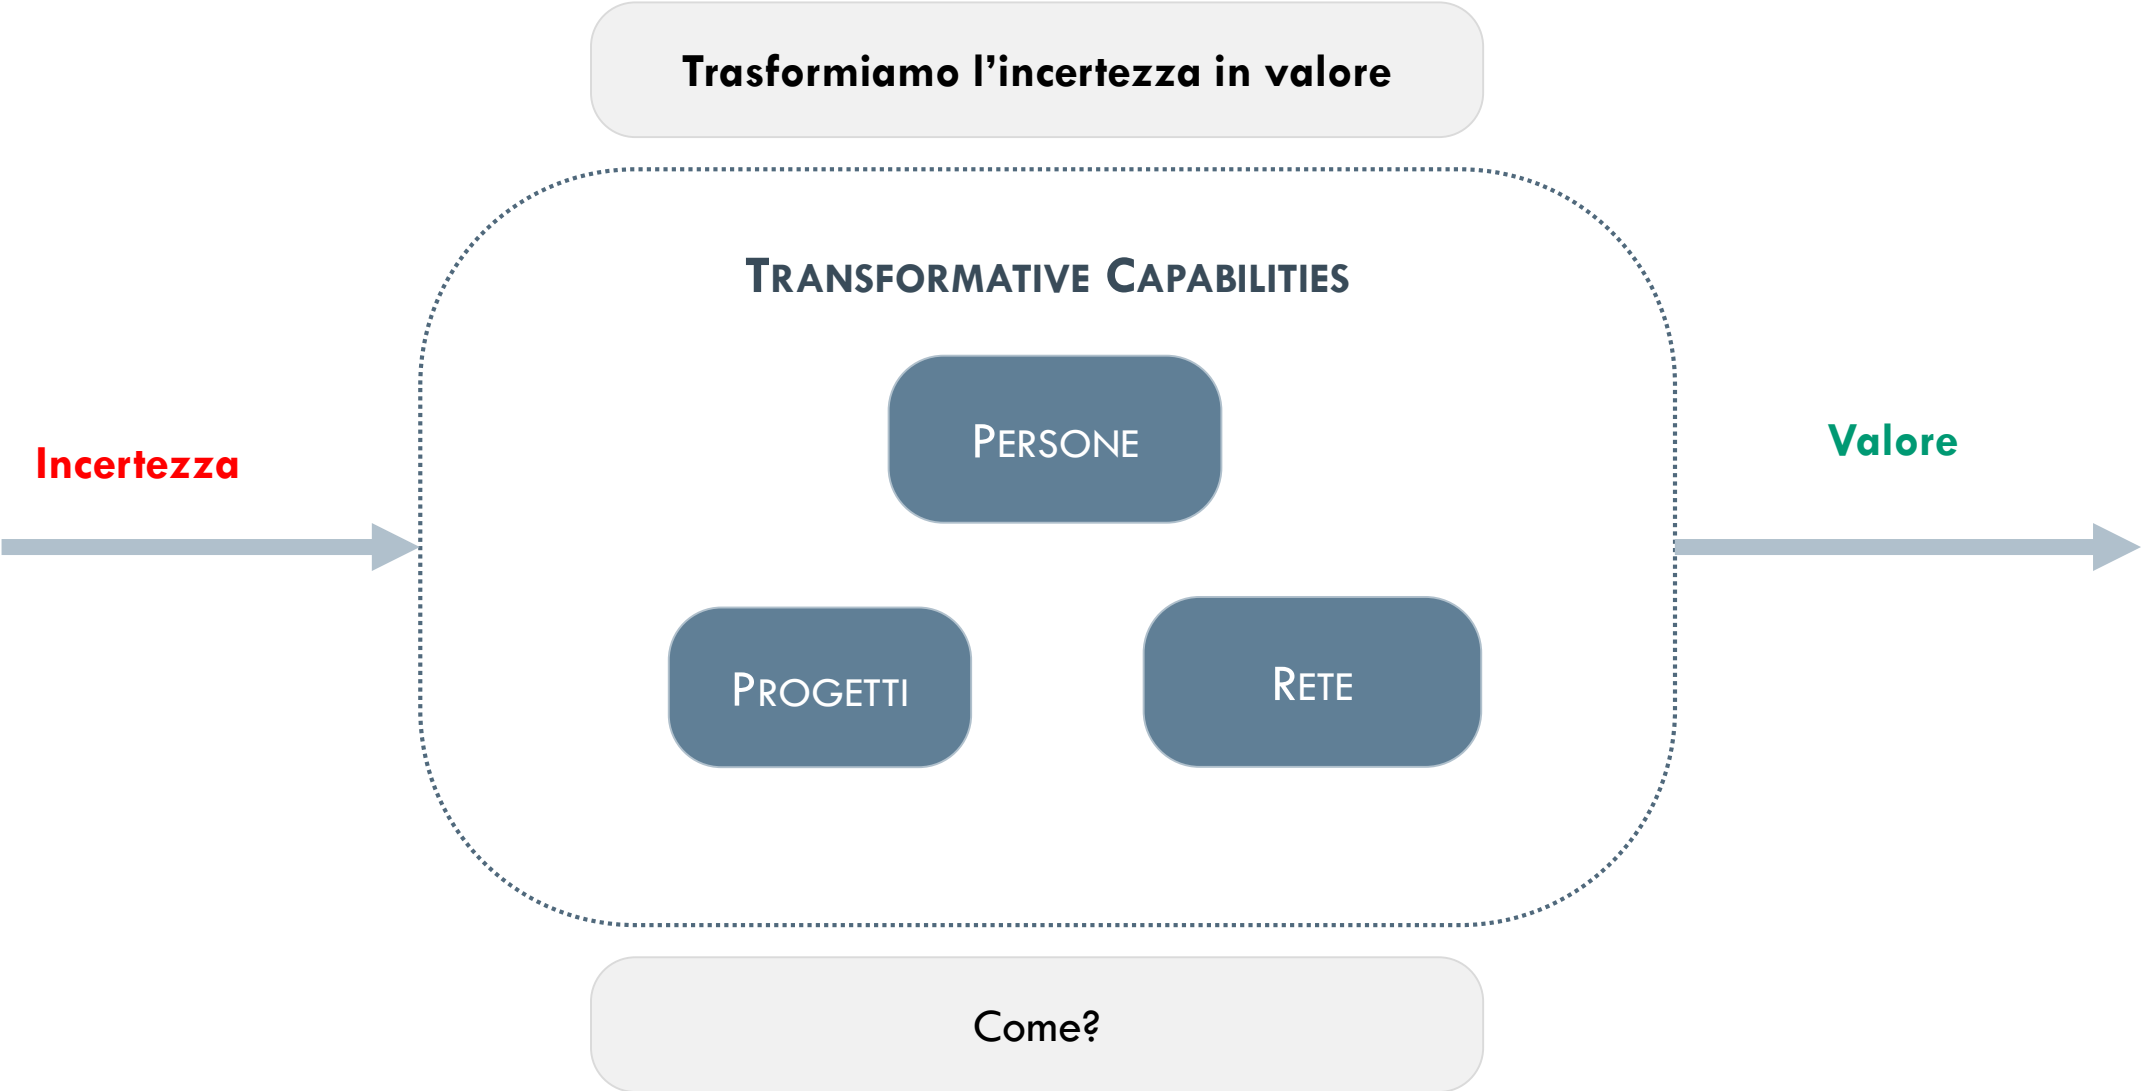 Trasformiamo l’incertezza in valore
TRANSFORMATIVE CAPABILITIES
PERSONE
Incertezza
Valore
PROGETTI
RETE
Come?